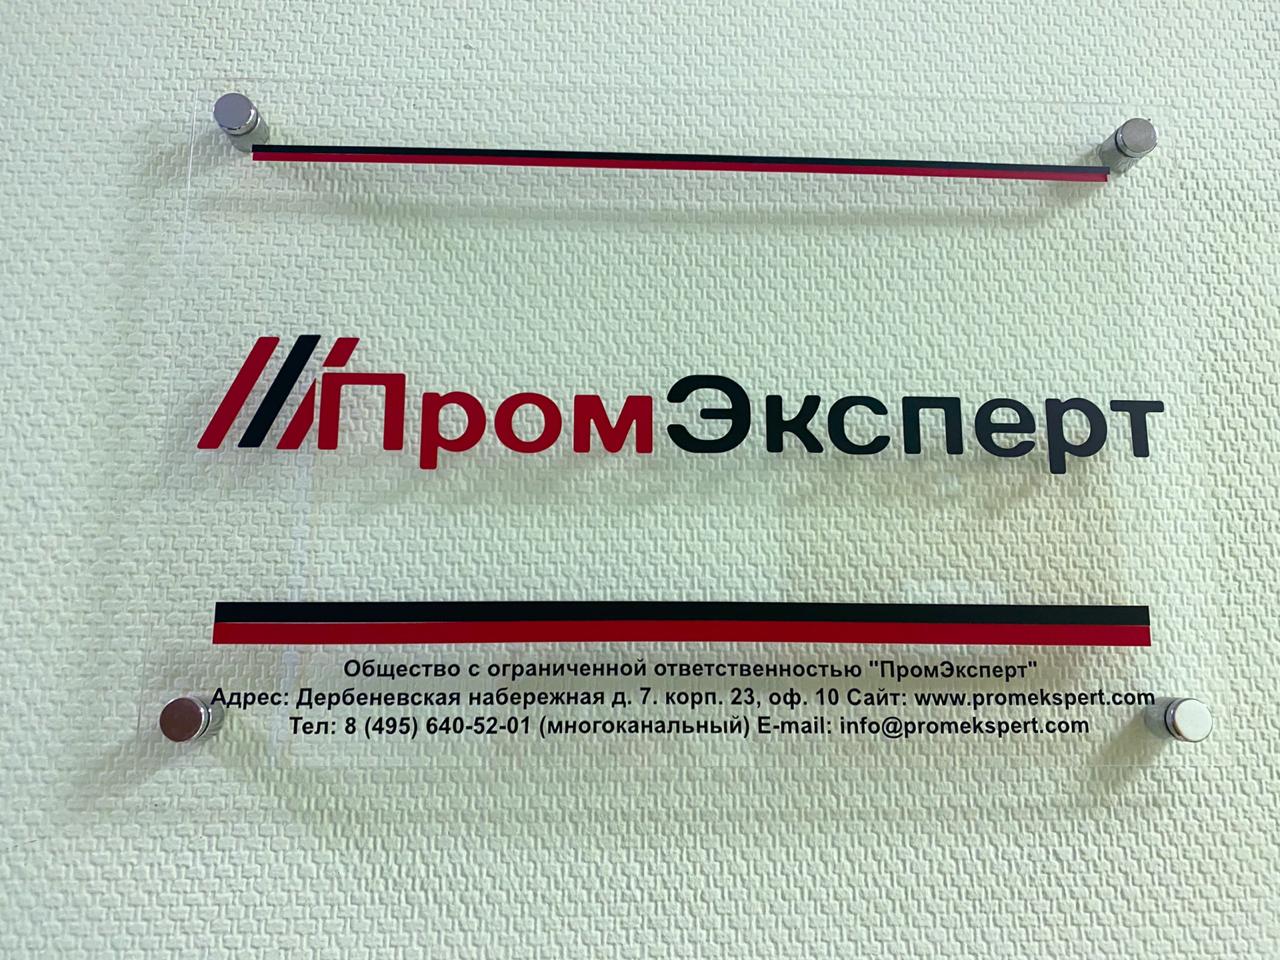 ПромЭксперт
Общество с ограниченной ответственностью "ПромЭксперт"
Адрес: Дербеневская набережная д. 7. корп. 23, оф. 10 Сайт: www.promekspert.com
Тел: 8 (495) 640-52-01 (многоканальный) E-mail: info@promekspert.com